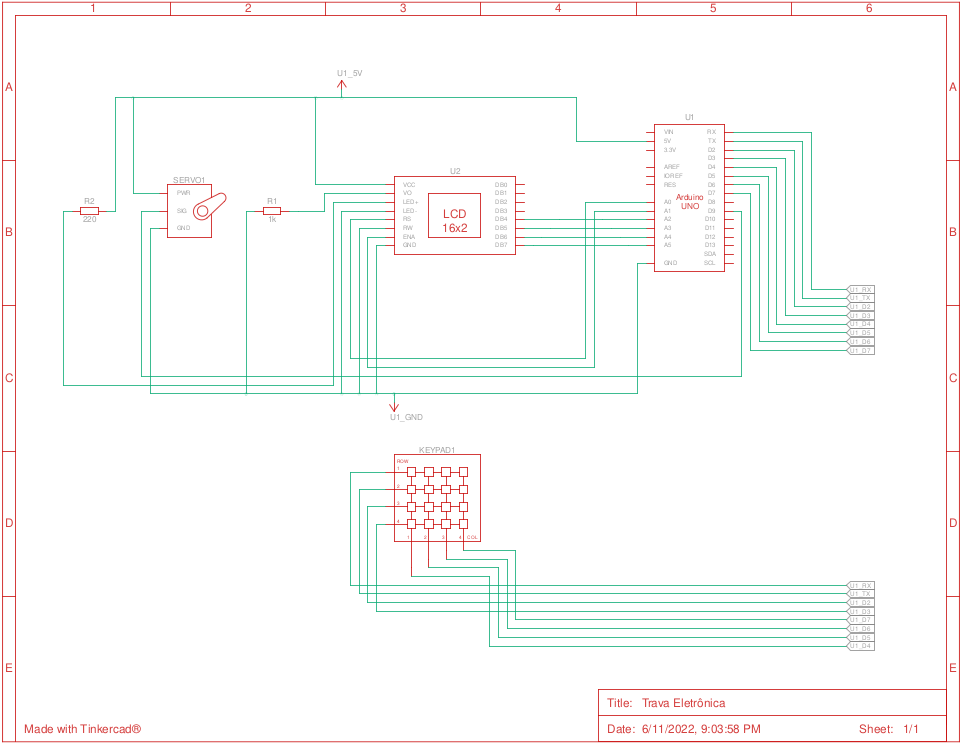 1 2 3 4 5 6
A A
U1_5V
U1
VIN RX
5V TX
3.3V D2
D3
AREF D4
IOREF D5
RES D6
D7
A0 D8
A1 D9
A2 D10
A3 D11
A4 D12
A5 D13
SDA
GND SCL
Arduino
UNO
B B
SERVO1
PWR
SIG
GND
R2
220
R1
1k
U2
VCC DB0
VO DB1
LED+ DB2
LED- DB3
RS DB4
RW DB5
ENA DB6
GND DB7
LCD
16x2
U1_RX
U1_TX
U1_D2
U1_D3
U1_D4
U1_D5
U1_D6
U1_D7
C C
U1_GND
KEYPAD1
ROW
1
2
3
4
1 2 3 4 COL
D D
U1_RX
U1_TX
U1_D2
U1_D3
U1_D7
U1_D6
U1_D5
U1_D4
E E
Title: Trava Eletrônica
Made with Tinkercad®
Date: 6/11/2022, 9:03:58 PM Sheet: 1/1